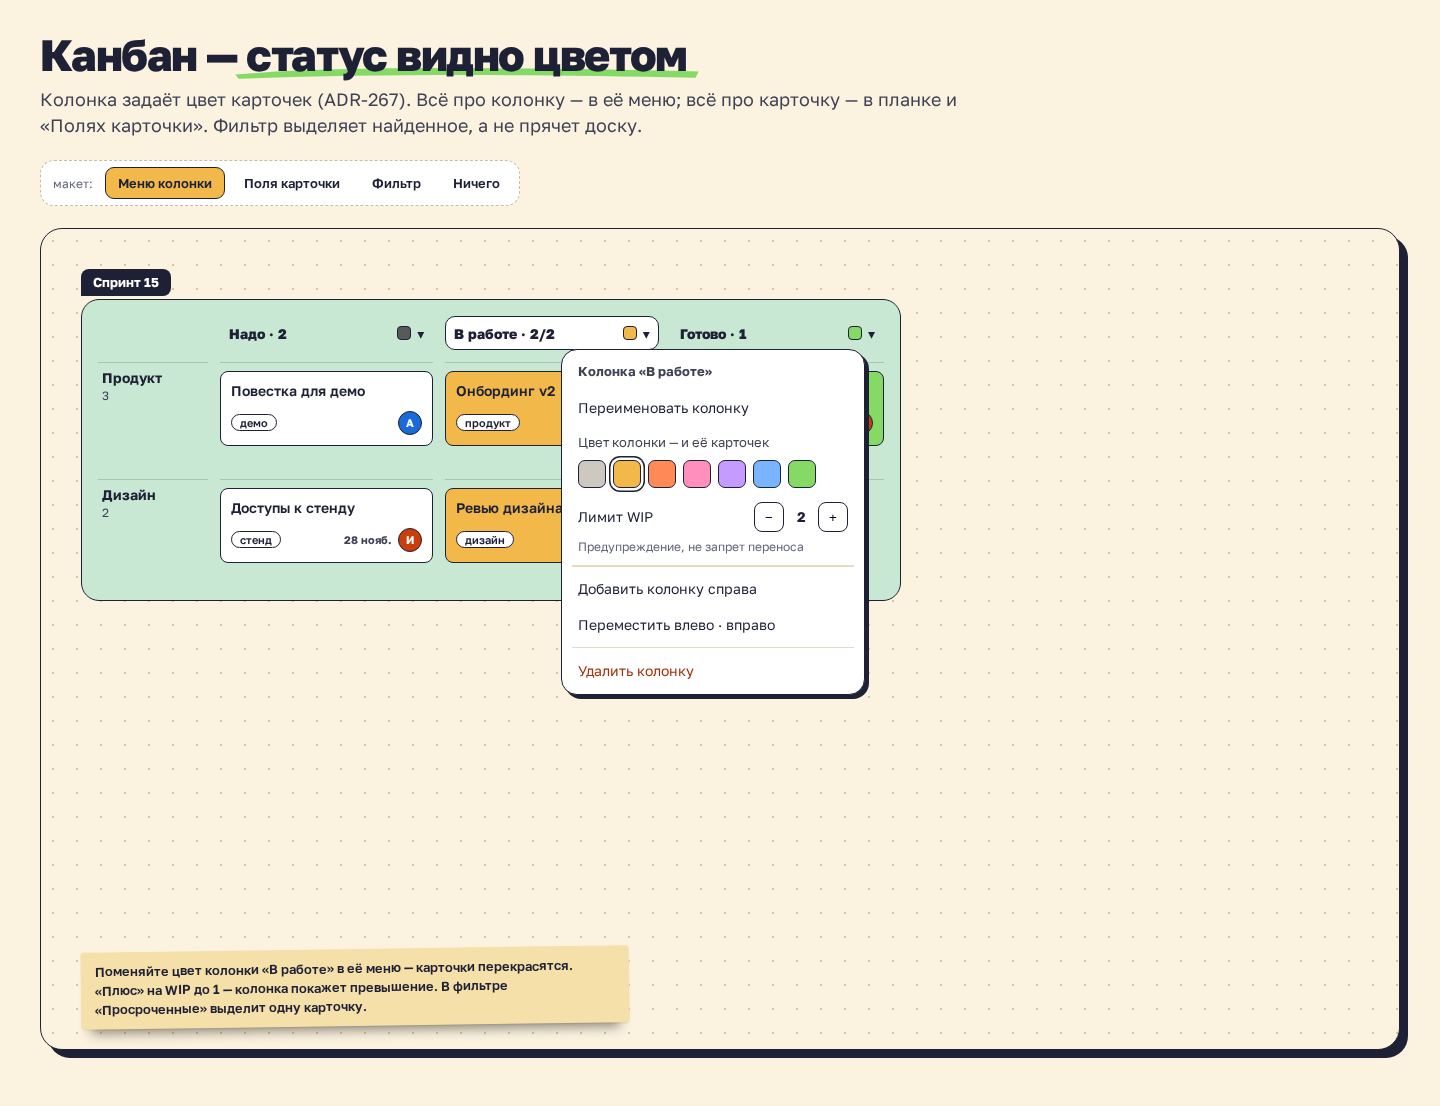 Канбан — статус видно цветом
Колонка задаёт цвет карточек (ADR-267). Всё про колонку — в её меню; всё про карточку — в планке и
«Полях карточки». Фильтр выделяет найденное, а не прячет доску.
макет: Меню колонки Поля карточки Фильтр Ничего
Спринт 15
Надо · 2 ▼ В работе · 2/2 ▼ Готово · 1 ▼
Продукт
3
Повестка для демо
демо А
Онбординг v2
продукт
Дизайн
2
Доступы к стенду
стенд 28 нояб. И
Ревью дизайна
дизайн
Колонка «В работе»
Переименовать колонку
Цвет колонки — и её карточек
Лимит WIP − 2 +
Предупреждение, не запрет переноса
Добавить колонку справа
Переместить влево · вправо
Удалить колонку
Поменяйте цвет колонки «В работе» в её меню — карточки перекрасятся.
«Плюс» на WIP до 1 — колонка покажет превышение. В фильтре
«Просроченные» выделит одну карточку.